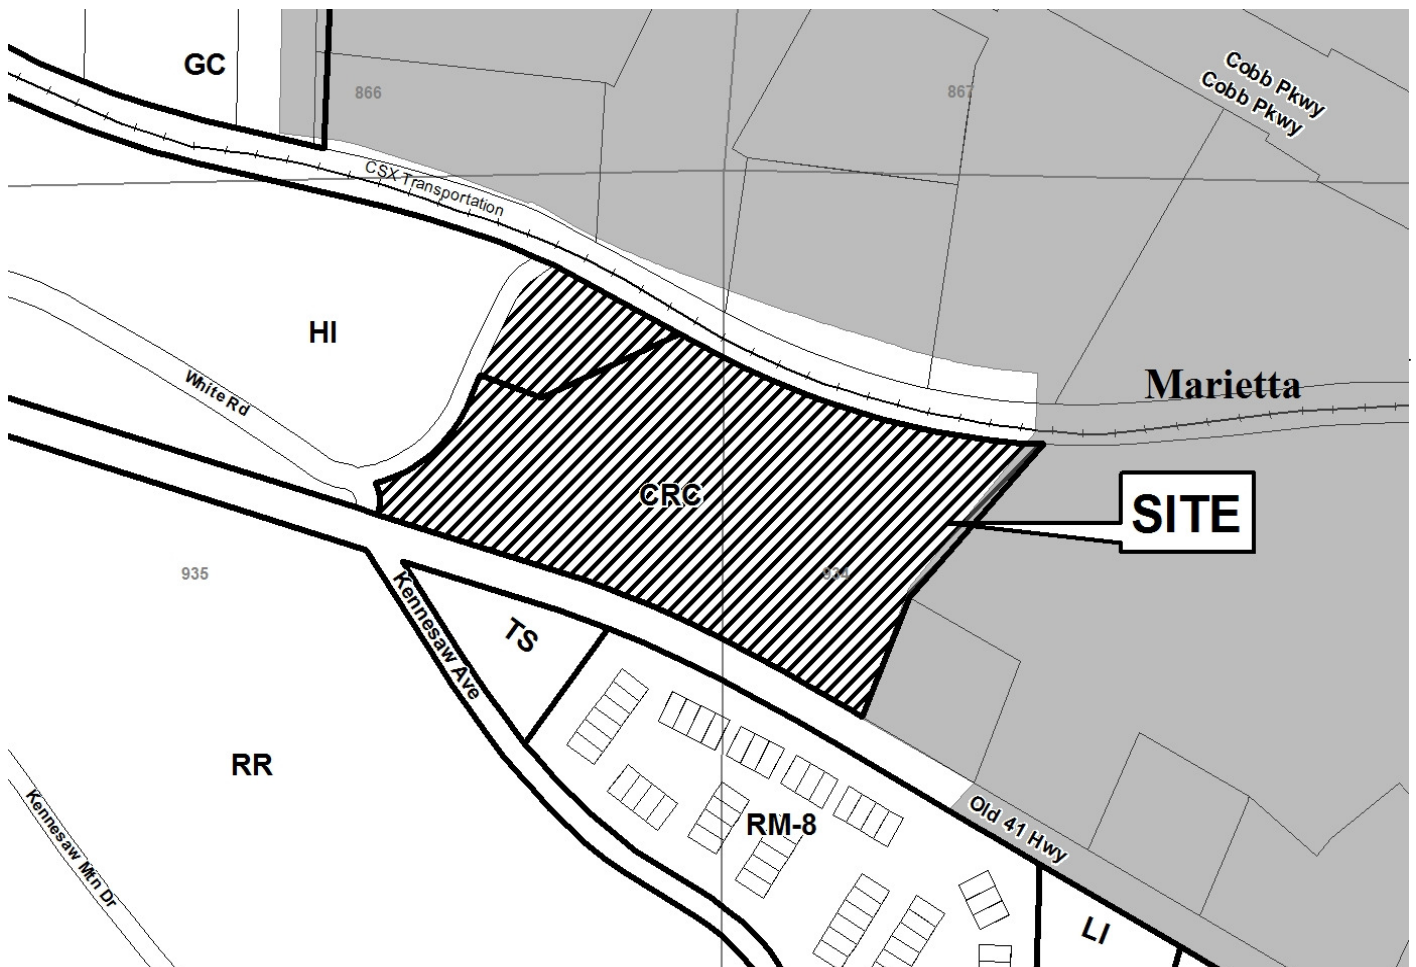 GC
866
867
Cobb Pkwy
Cobb Pkwy
CSX Transportation
HI
White Rd
Marietta
CRC
SITE
935
934
Kennesaw Ave
TS
RR
RM-8
Old 41 Hwy
Kennesaw Mtn Dr
LI